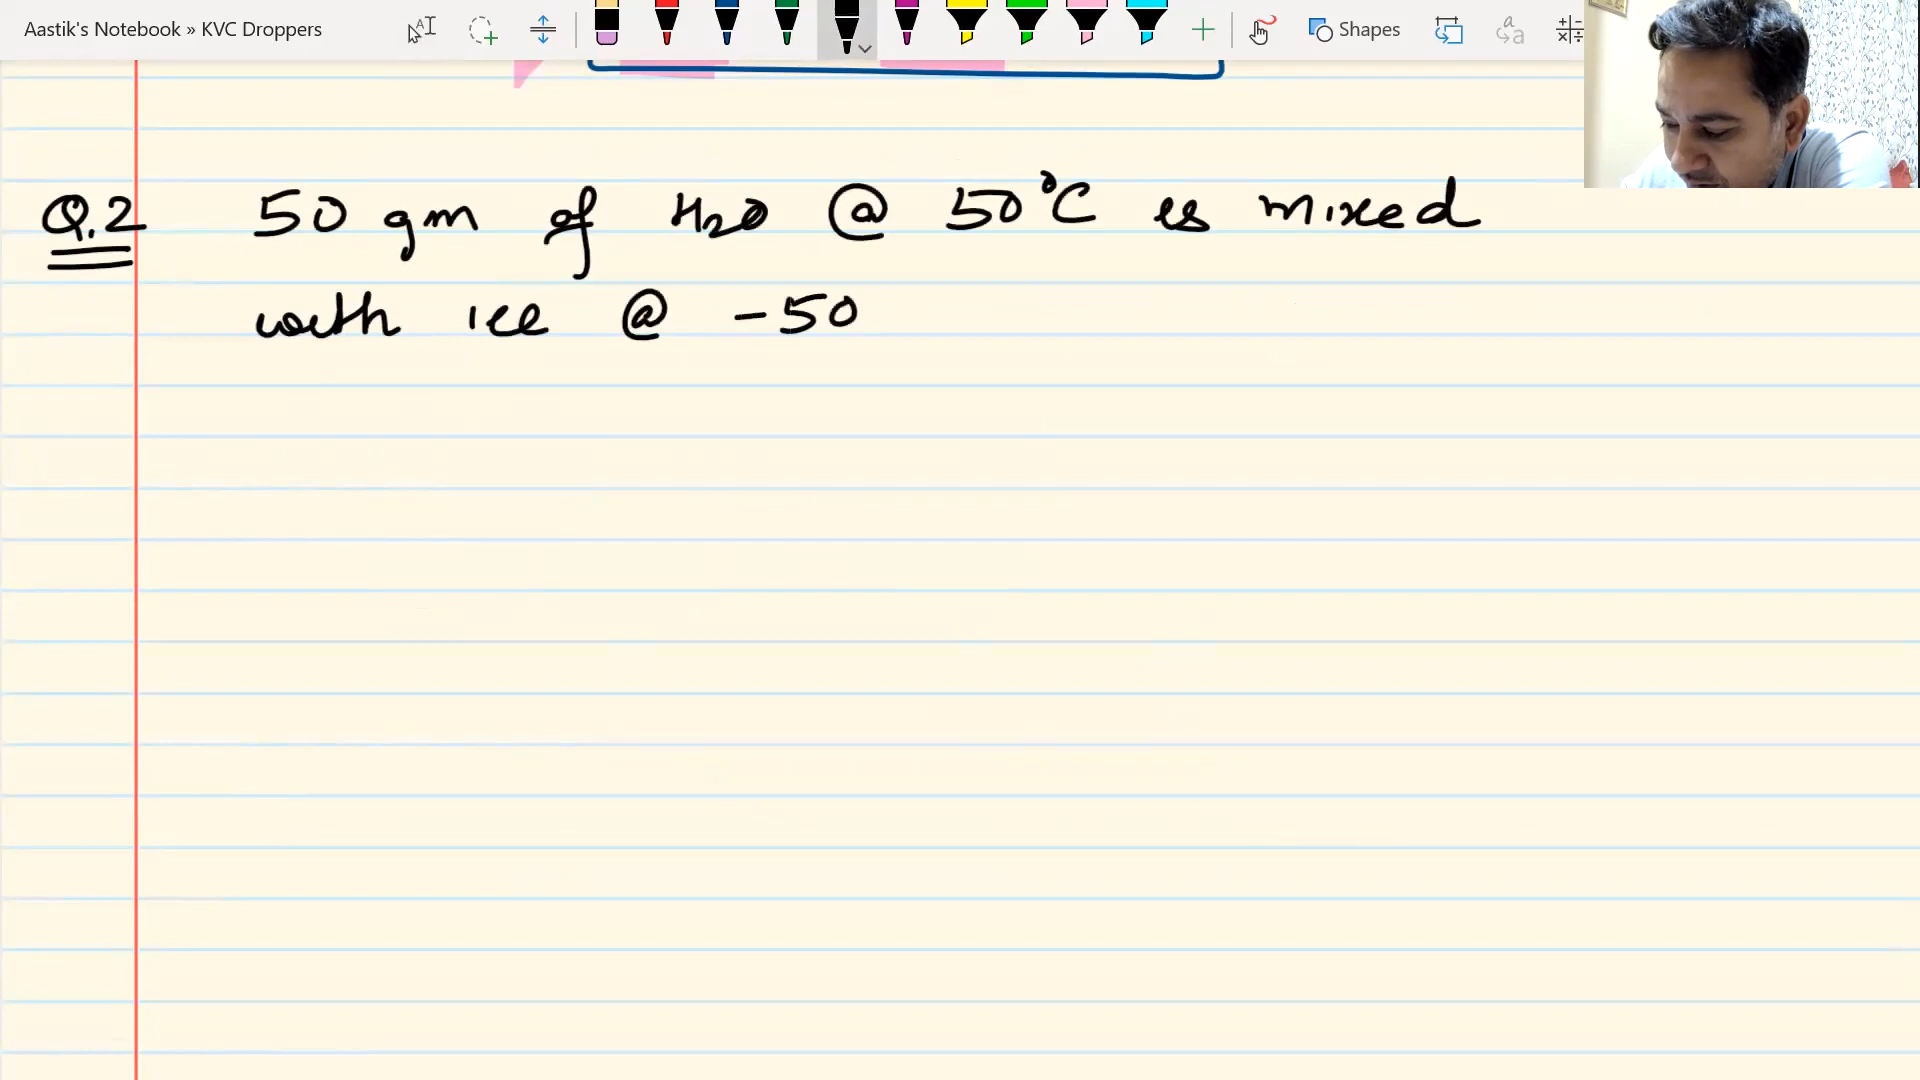 Aastik's Notebook » KVC Droppers
Shapes
Q.2 50 gm of H₂O @ 50°C is mixed
with ice @ -50